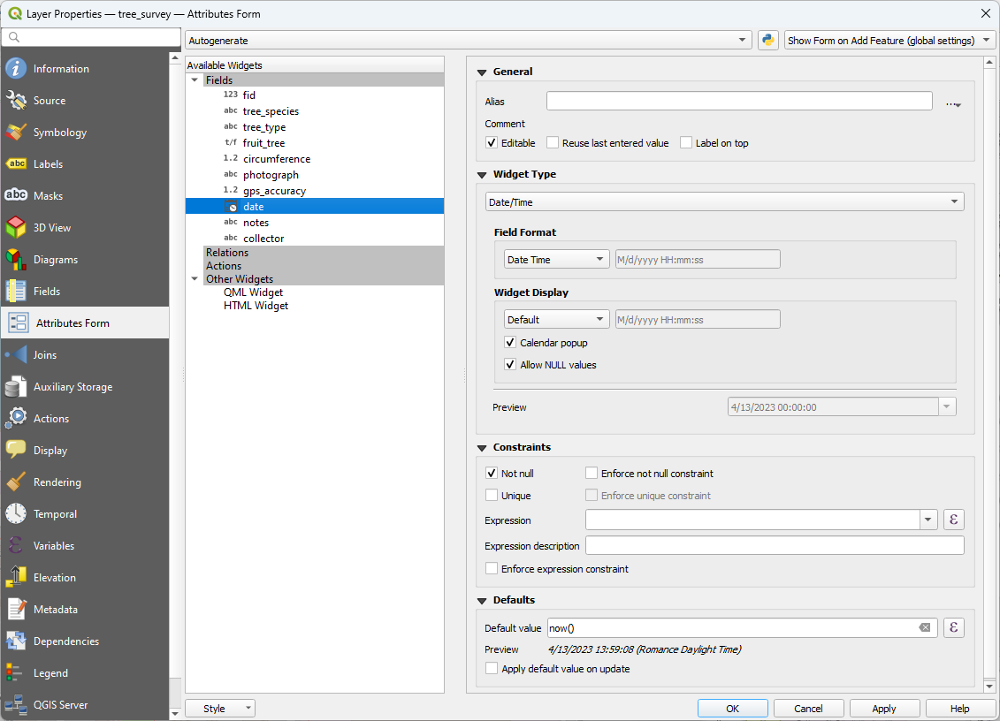 Layer Properties — tree_survey — Attributes Form
Autogenerate
Show Form on Add Feature (global settings)
Information
Source
Symbology
abc Labels
abc Masks
3D View
Diagrams
Fields
Attributes Form
Joins
Auxiliary Storage
Actions
Display
Rendering
Temporal
ε Variables
Elevation
Metadata
Dependencies
Legend
QGIS Server
Available Widgets
Fields
123 fid
abc tree_species
abc tree_type
t/f fruit_tree
1.2 circumference
abc photograph
1.2 gps_accuracy
date
abc notes
abc collector
Relations
Actions
Other Widgets
QML Widget
HTML Widget
Style
General
Alias
...
Comment
Editable Reuse last entered value Label on top
Widget Type
Date/Time
Field Format
Date Time M/d/yyyy HH:mm:ss
Widget Display
Default M/d/yyyy HH:mm:ss
Calendar popup
Allow NULL values
Preview 4/13/2023 00:00:00
Constraints
Not null Enforce not null constraint
Unique Enforce unique constraint
Expression ε
Expression description
Enforce expression constraint
Defaults
Default value now() ε
Preview 4/13/2023 13:59:08 (Romance Daylight Time)
Apply default value on update
OK Cancel Apply Help